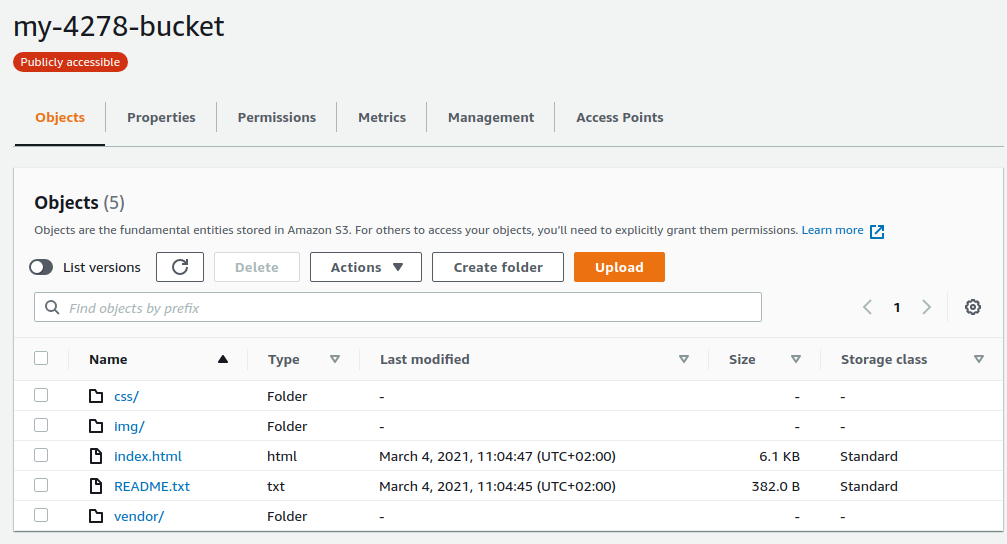 my-4278-bucket
Publicly accessible
Objects Properties Permissions Metrics Management Access Points
Objects (5)
Objects are the fundamental entities stored in Amazon S3. For others to access your objects, you'll need to explicitly grant them permissions. Learn more
List versions Delete Actions Create folder Upload
Find objects by prefix 1
Name Type Last modified Size Storage class
css/ Folder - - -
img/ Folder - - -
index.html html March 4, 2021, 11:04:47 (UTC+02:00) 6.1 KB Standard
README.txt txt March 4, 2021, 11:04:45 (UTC+02:00) 382.0 B Standard
vendor/ Folder - - -